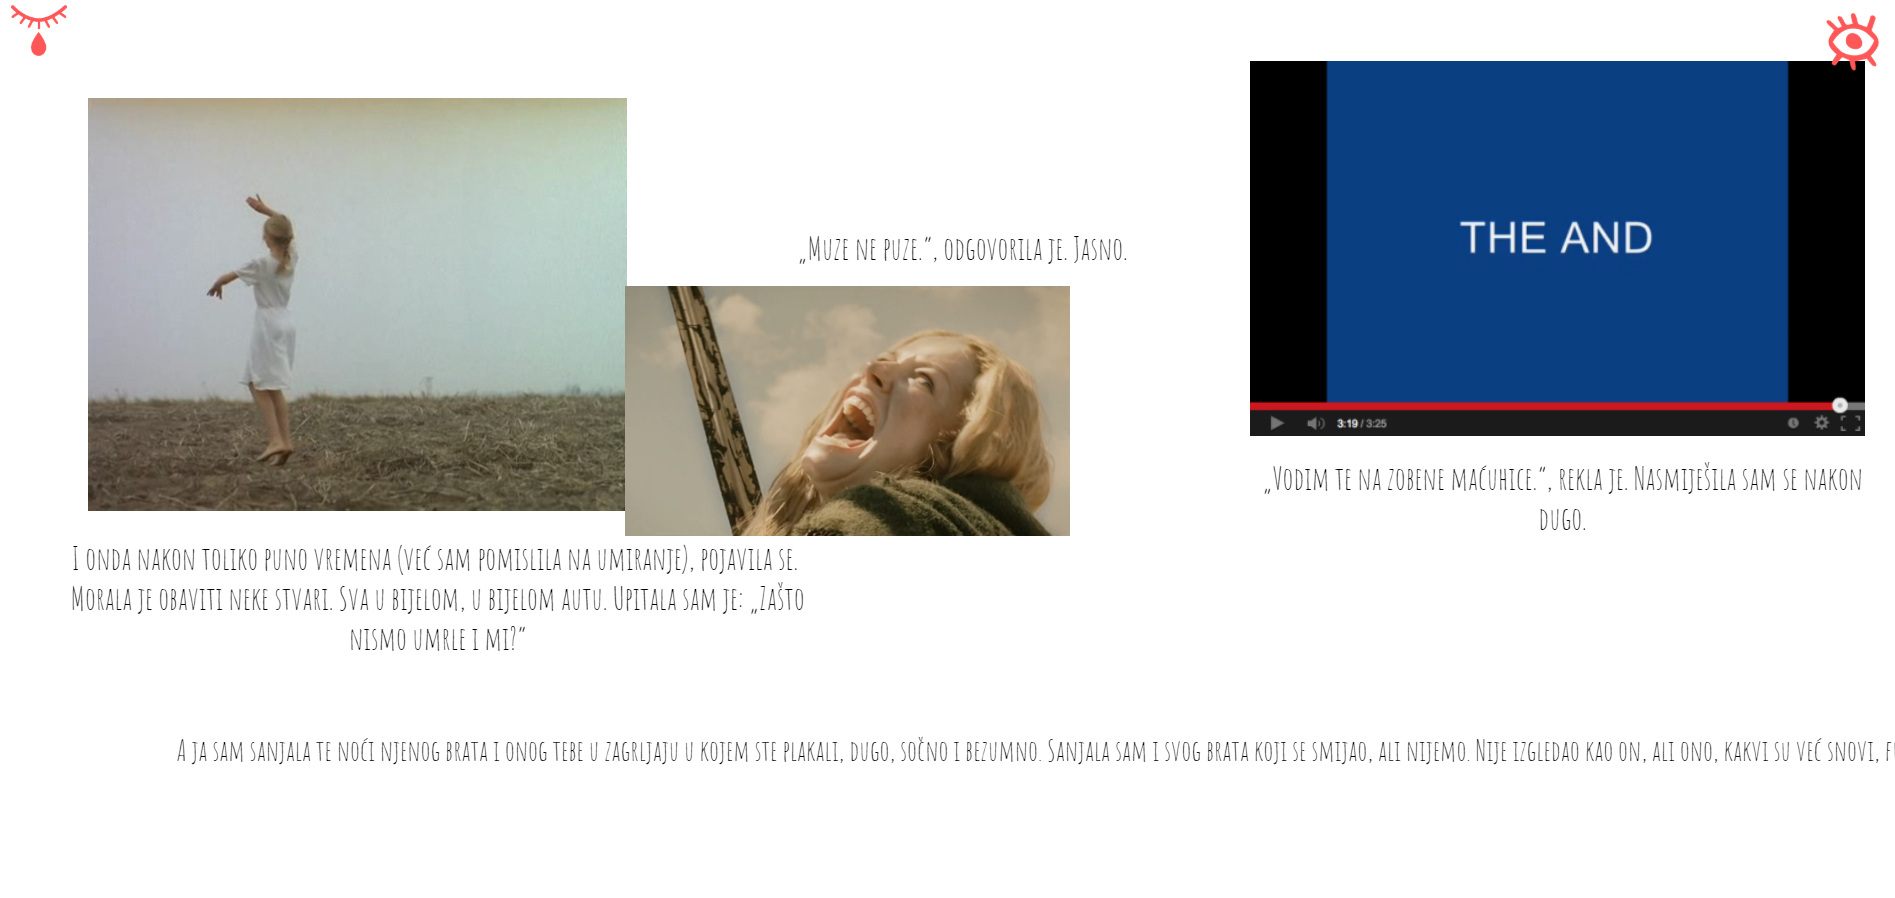 „Muze ne puze.”, odgovorila je. Jasno.
THE AND
3:19 / 3:25
„Vodim te na zobene maćuhice.”, rekla je. Nasmiješila sam se nakon
dugo.
I onda nakon toliko puno vremena (već sam pomislila na umiranje), pojavila se.
Morala je obaviti neke stvari. Sva u bijelom, u bijelom autu. Upitala sam je: „Zašto
nismo umrle i mi?”
A ja sam sanjala te noći njenog brata i onog tebe u zagrljaju u kojem ste plakali, dugo, sočno i bezumno. Sanjala sam i svog brata koji se smijao, ali nijemo. Nije izgledao kao on, ali ono, kakvi su već snovi,